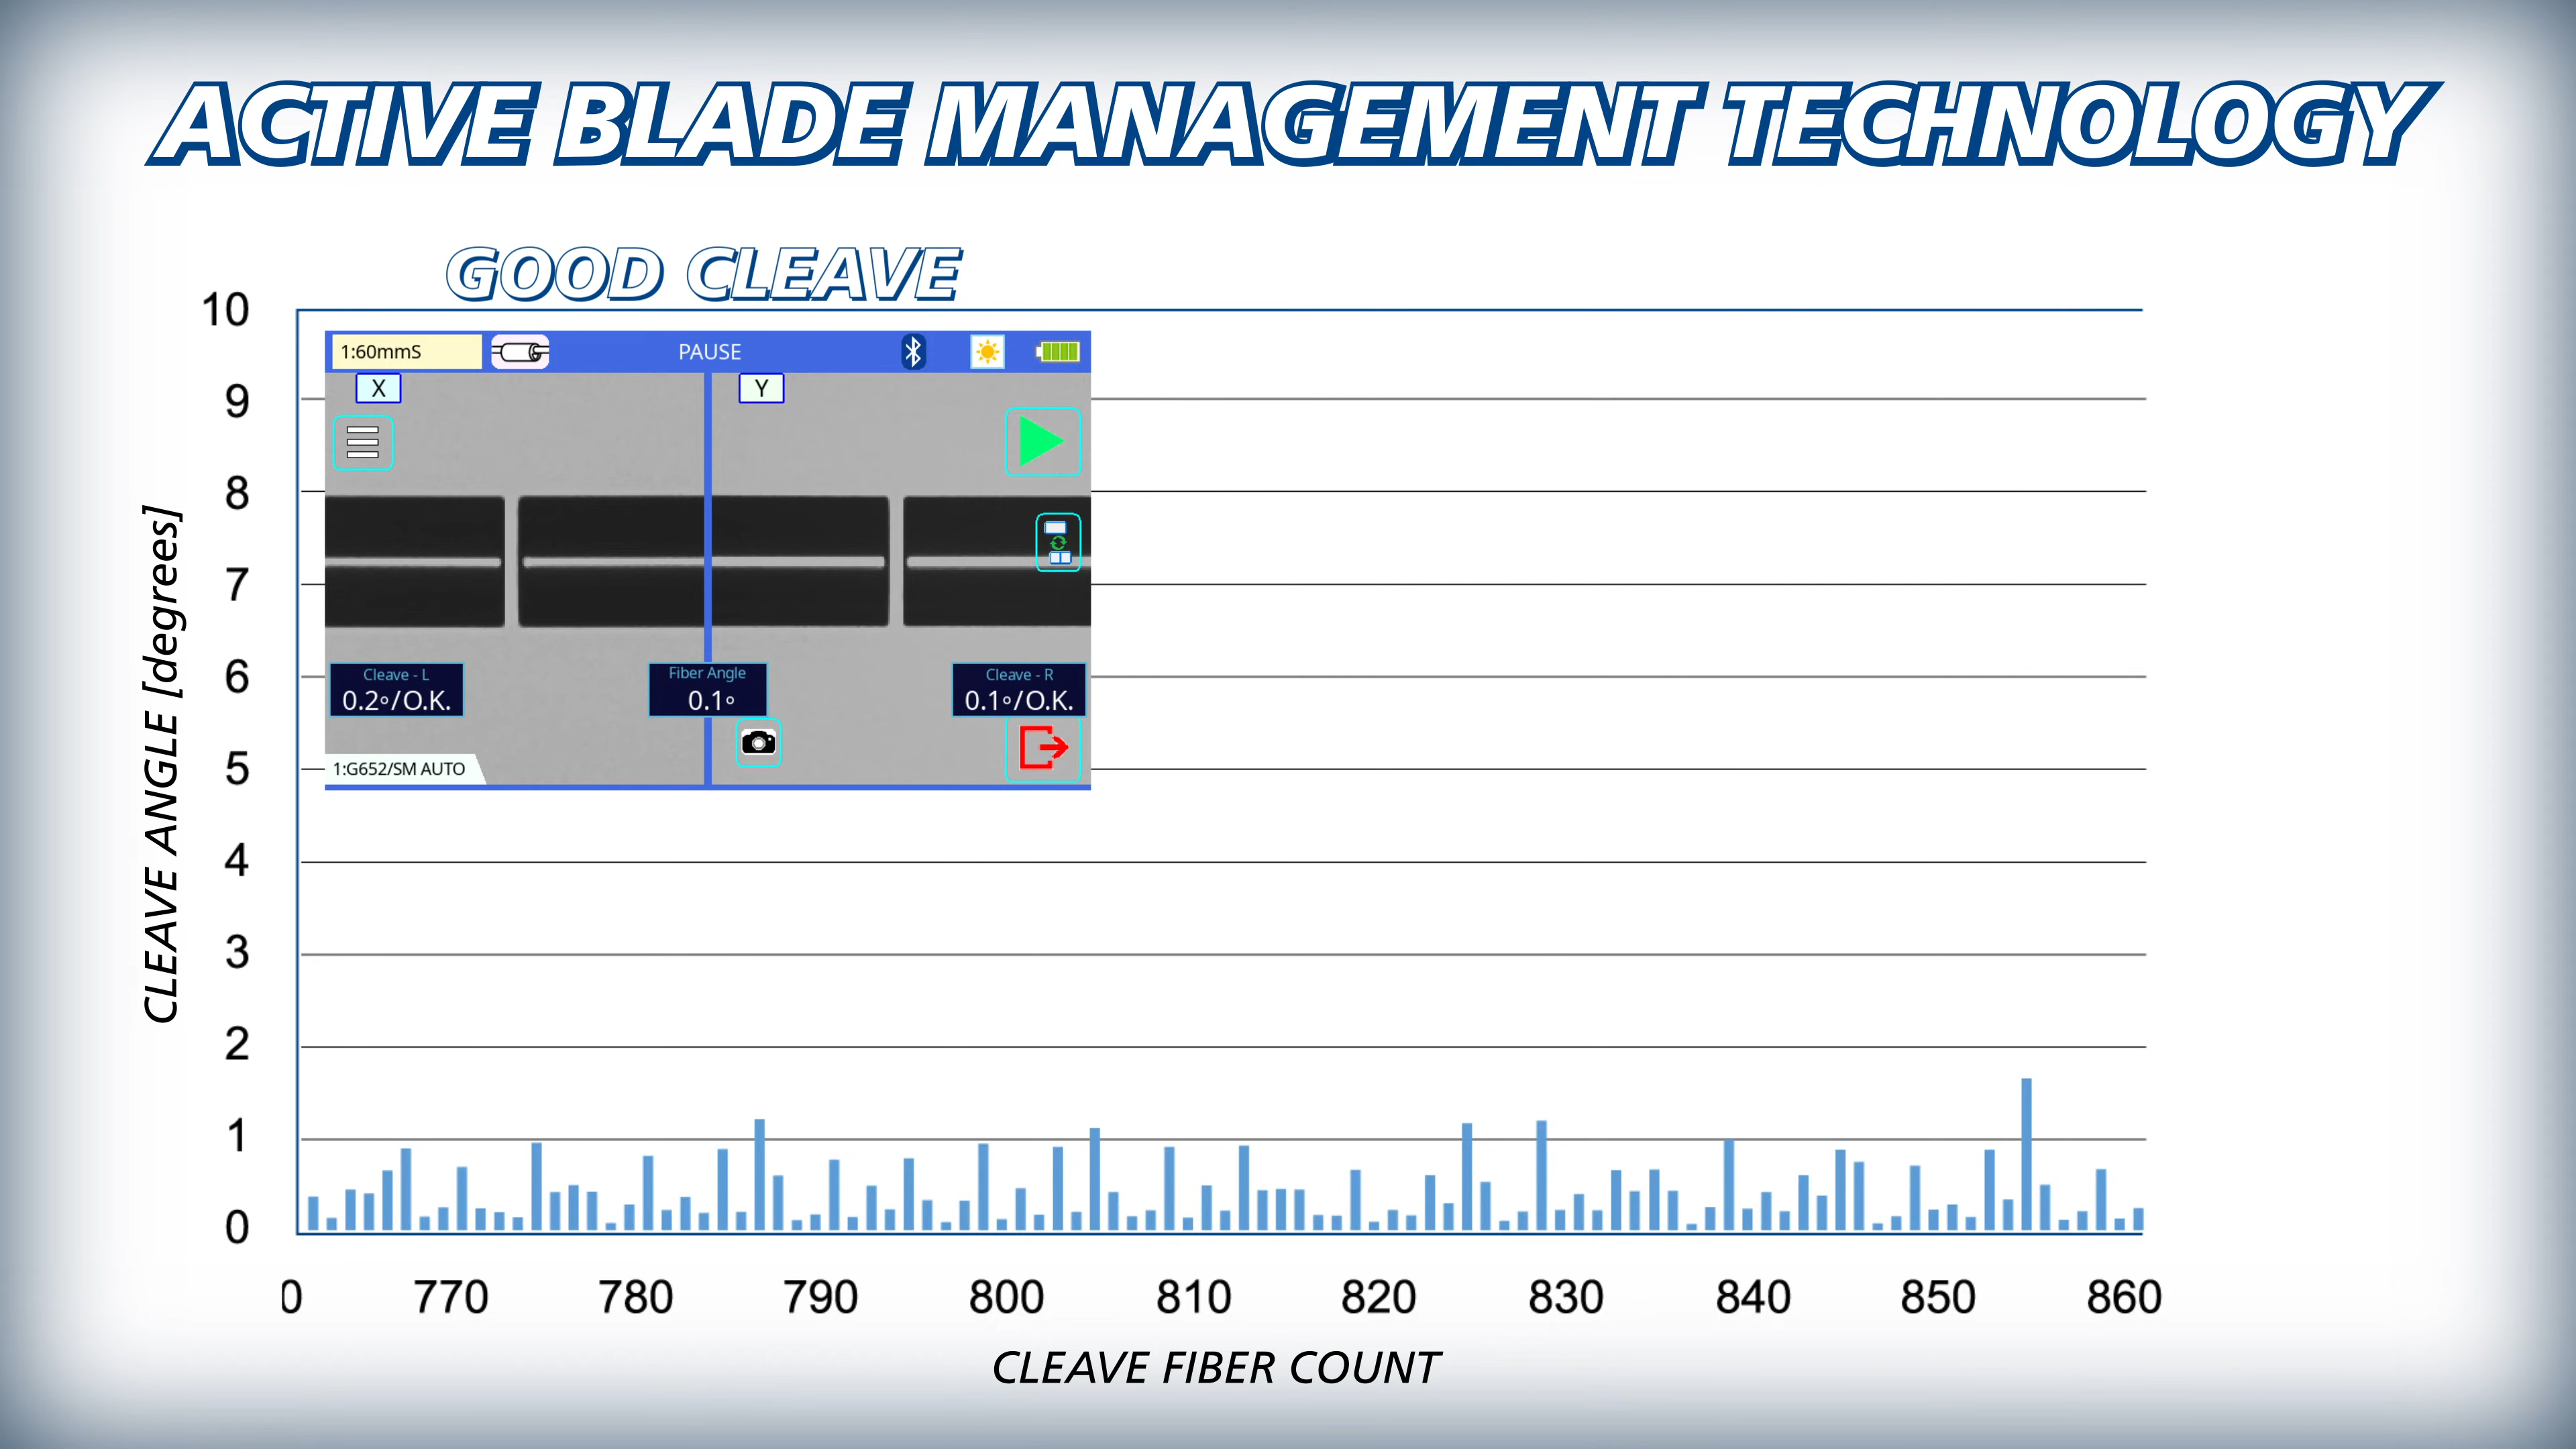 ACTIVE BLADE MANAGEMENT TECHNOLOGY
GOOD CLEAVE
10
9
8
7
6
5
4
3
2
1
0
CLEAVE ANGLE [degrees]
1:60mmS
PAUSE
X
Y
Cleave - L
0.2°/O.K.
Fiber Angle
0.1°
Cleave - R
0.1°/O.K.
1:G652/SM AUTO
0 770 780 790 800 810 820 830 840 850 860
CLEAVE FIBER COUNT